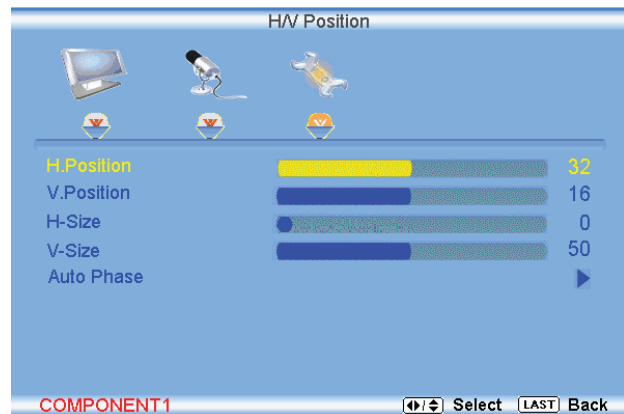 H/V Position
H.Position 32
V.Position 16
H-Size 0
V-Size 50
Auto Phase
COMPONENT1 Select LAST Back